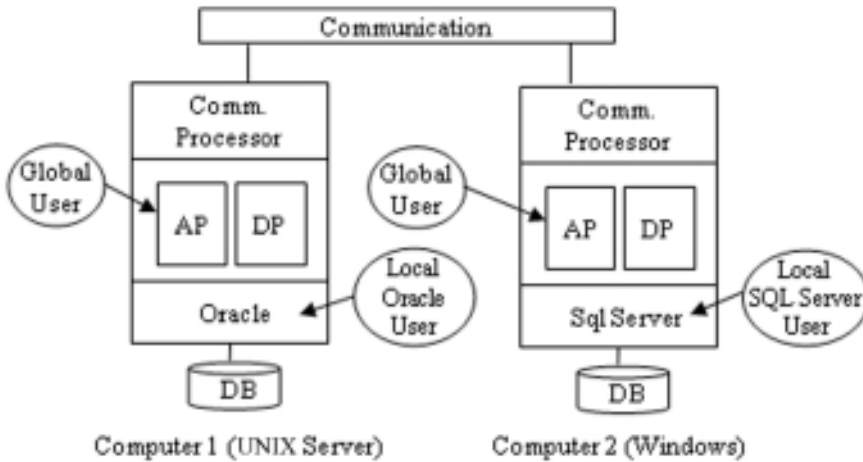 Communication
Comm.
Processor
Global
User
AP
DP
Local
Oracle
User
Oracle
DB
Computer 1 (UNIX Server)
Comm.
Processor
Global
User
AP
DP
Local
SQL Server
User
Sql Server
DB
Computer 2 (Windows)